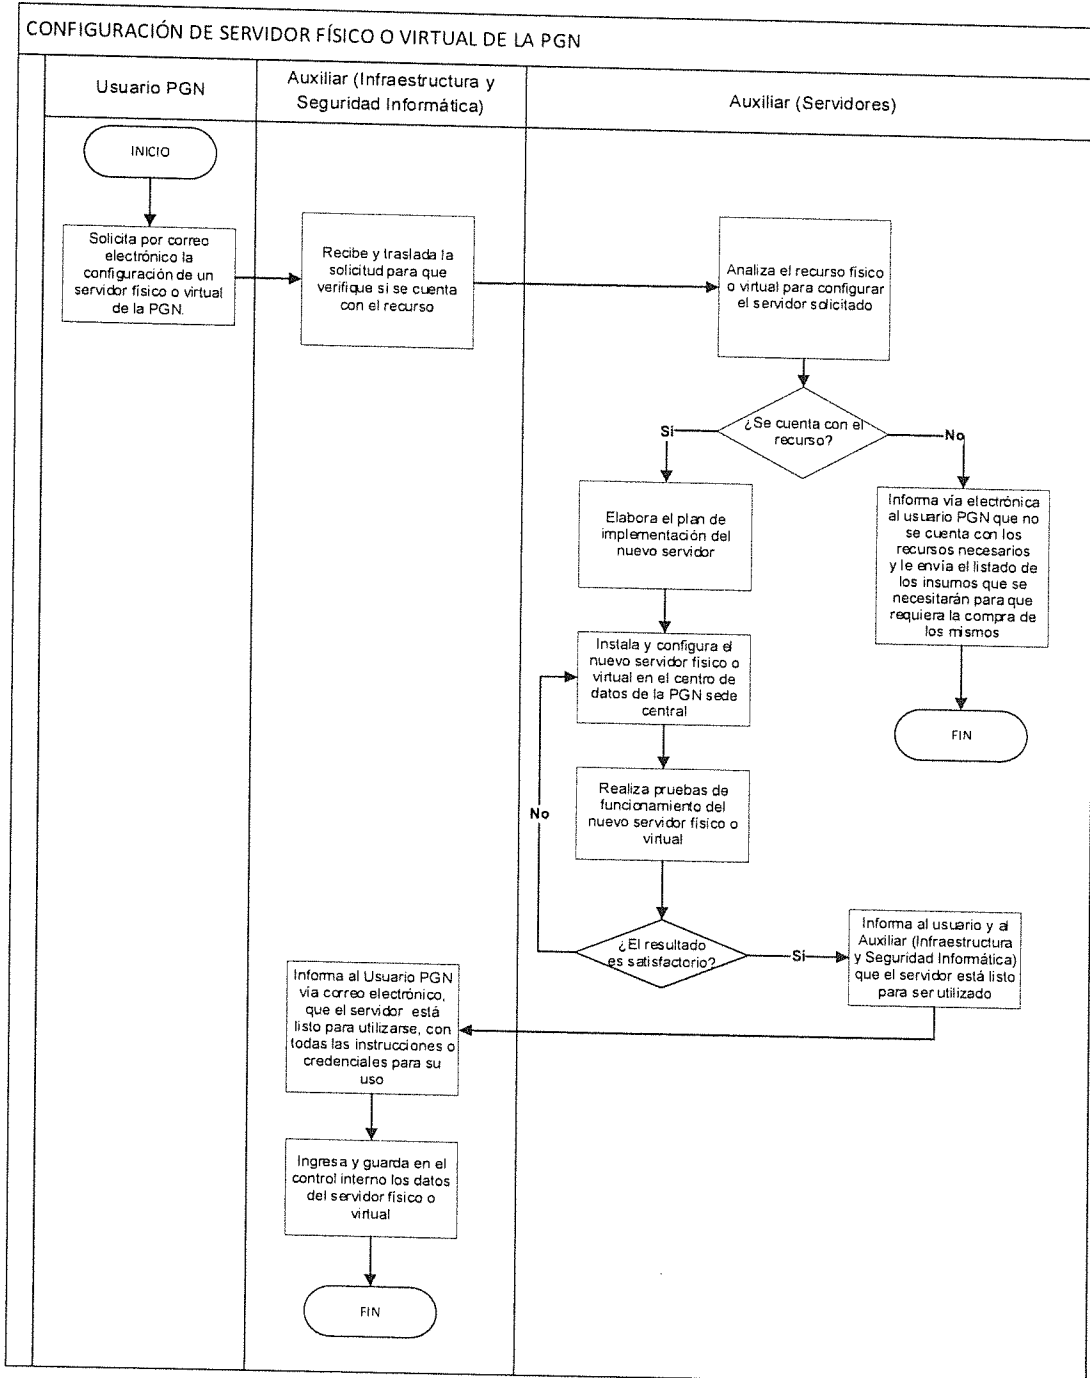 CONFIGURACIÓN DE SERVIDOR FÍSICO O VIRTUAL DE LA PGN
Usuario PGN
Auxiliar (Infraestructura y
Seguridad Informática)
Auxiliar (Servidores)
INICIO
Solicita por correo
electrónico la
configuración de un
servidor físico o virtual
de la PGN.
Recibe y traslada la
solicitud para que
verifique si se cuenta
con el recurso
Analiza el recurso físico
o virtual para configurar
el servidor solicitado
¿Se cuenta con el
recurso?
Si
No
Elabora el plan de
implementación del
nuevo servidor
Informa vía electrónica
al usuario PGN que no
se cuenta con los
recursos necesarios
y le envía el listado de
los insumos que se
necesitarán para que
requiera la compra de
los mismos
Instala y configura el
nuevo servidor físico o
virtual en el centro de
datos de la PGN sede
central
FIN
Realiza pruebas de
funcionamiento del
nuevo servidor físico o
virtual
No
¿El resultado
es satisfactorio?
Si
Informa al usuario y al
Auxiliar (Infraestructura
y Seguridad Informática)
que el servidor está listo
para ser utilizado
Informa al Usuario PGN
vía correo electrónico,
que el servidor está
listo para utilizarse, con
todas las instrucciones o
credenciales para su
uso
Ingresa y guarda en el
control interno los datos
del servidor físico o
virtual
FIN